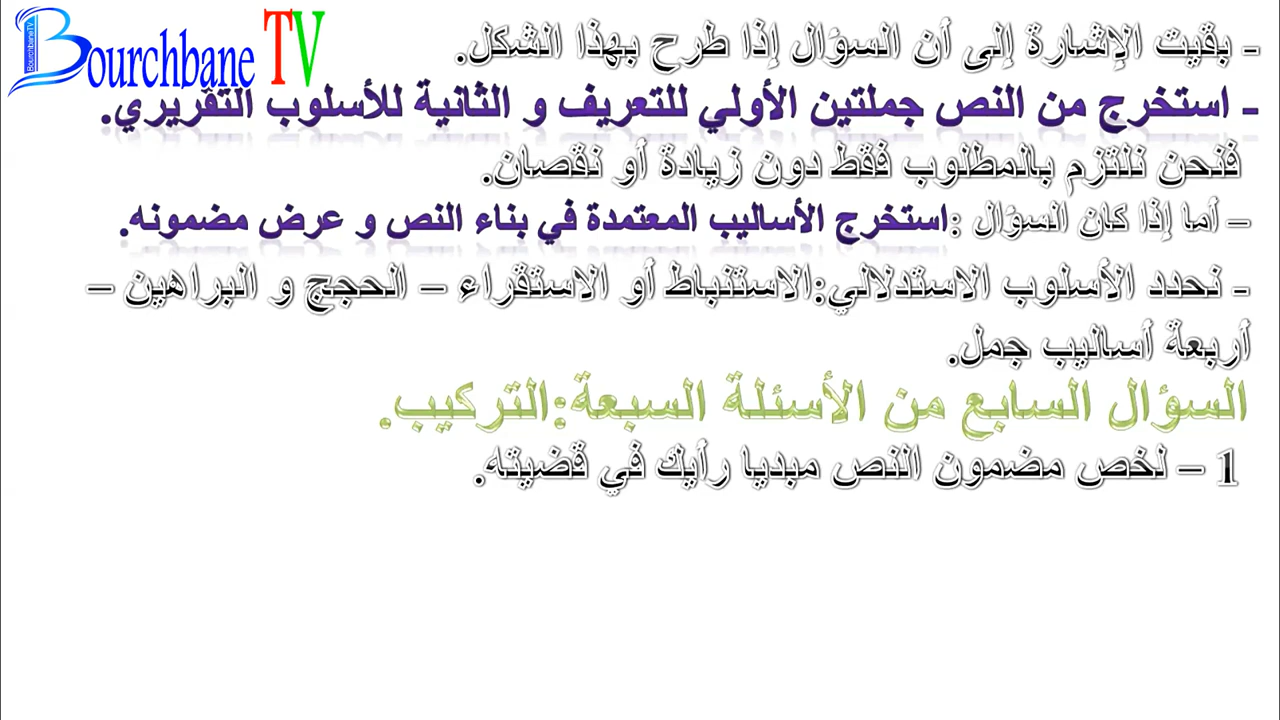 Bourchbane TV
- بقيت الإشارة إلى أن السؤال إذا طرح بهذا الشكل.
- استخرج من النص جملتين الأولي للتعريف و الثانية للأسلوب التقريري.
فنحن نلتزم بالمطلوب فقط دون زيادة أو نقصان.
– أما إذا كان السؤال :استخرج الأساليب المعتمدة في بناء النص و عرض مضمونه.
- نحدد الأسلوب الاستدلالي:الاستنباط أو الاستقراء – الحجج و البراهين –
أربعة أساليب جمل.
السؤال السابع من الأسئلة السبعة:التركيب.
1 – لخص مضمون النص مبديا رأيك في قضيته.